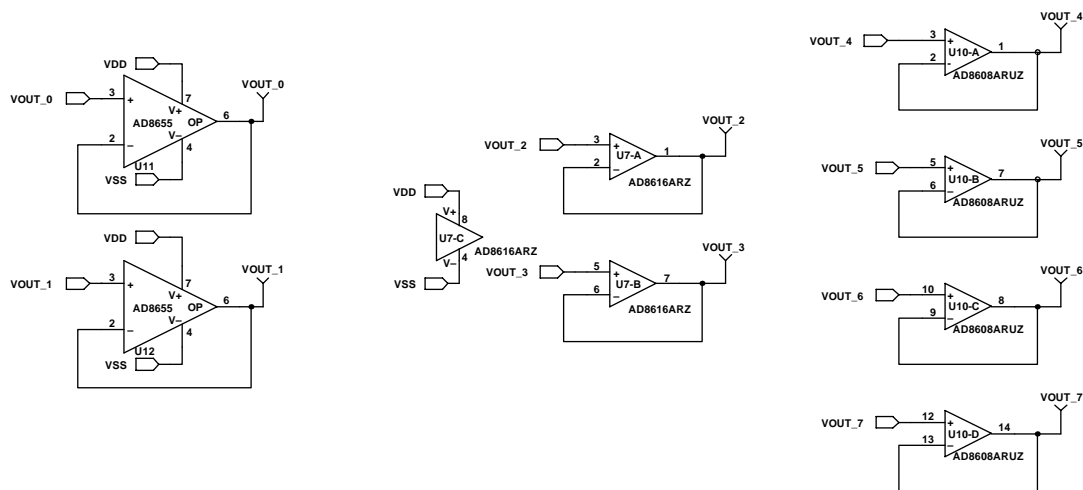 VDD
VOUT_0
3
+
7
V+
AD8655
OP
6
VOUT_0
V–
2
–
4
U11
VSS
VDD
VOUT_1
3
+
7
V+
AD8655
OP
6
VOUT_1
V–
2
–
4
U12
VSS
VDD
V+
8
U7-C
AD8616ARZ
4
V–
VSS
VOUT_2
3
+
U7-A
1
VOUT_2
2
–
AD8616ARZ
VOUT_3
5
+
U7-B
7
VOUT_3
6
–
AD8616ARZ
VOUT_4
3
+
U10-A
1
VOUT_4
2
-
AD8608ARUZ
VOUT_5
5
+
U10-B
7
VOUT_5
6
–
AD8608ARUZ
VOUT_6
10
+
U10-C
8
VOUT_6
9
–
AD8608ARUZ
VOUT_7
12
+
U10-D
14
VOUT_7
13
–
AD8608ARUZ